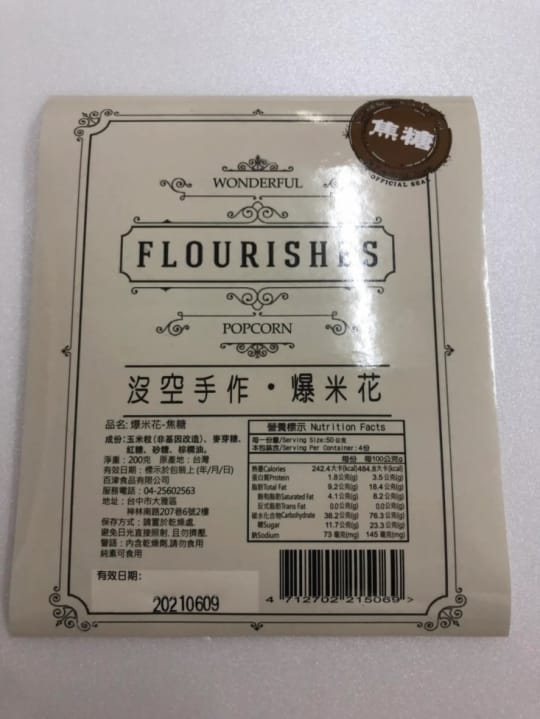 焦糖
OFFICIAL SEAL
WONDERFUL
FLOURISHES
POPCORN
沒空手作・爆米花
品名: 爆米花-焦糖
成份:玉米粒(非基因改造)、麥芽糖、
紅糖、砂糖、棕櫚油。
淨重:200克 原產地:台灣
有效日期:標示於包裝上 (年/月/日)
百津食品有限公司
服務電話:04-25602563
地址:台中市大雅區
神林南路207巷6號2樓
保存方式:請置於乾燥處,
避免日光直接照射, 且勿擠壓,
警語:內含乾燥劑,請勿食用
純素可食用
有效日期:
20210609
營養標示 Nutrition Facts
每一份量/Serving Size:50公克
本包裝含/Serving Per Container:4份
每份 每100公克
熱量Calories 242.4大卡(kcal) 484.8大卡(kcal)
蛋白質Protein 1.8公克(g) 3.5公克(g)
脂肪Total Fat 9.2公克(g) 18.4公克(g)
飽和脂肪Saturated Fat 4.1公克(g) 8.2公克(g)
反式脂肪Trans Fat 0.0公克(g) 0.0公克(g)
碳水化合物Carbohydrate 38.2公克(g) 76.3公克(g)
糖Sugar 11.7公克(g) 23.3公克(g)
鈉Sodium 73 毫克(mg) 145 毫克(mg)
4 712702 215069 >